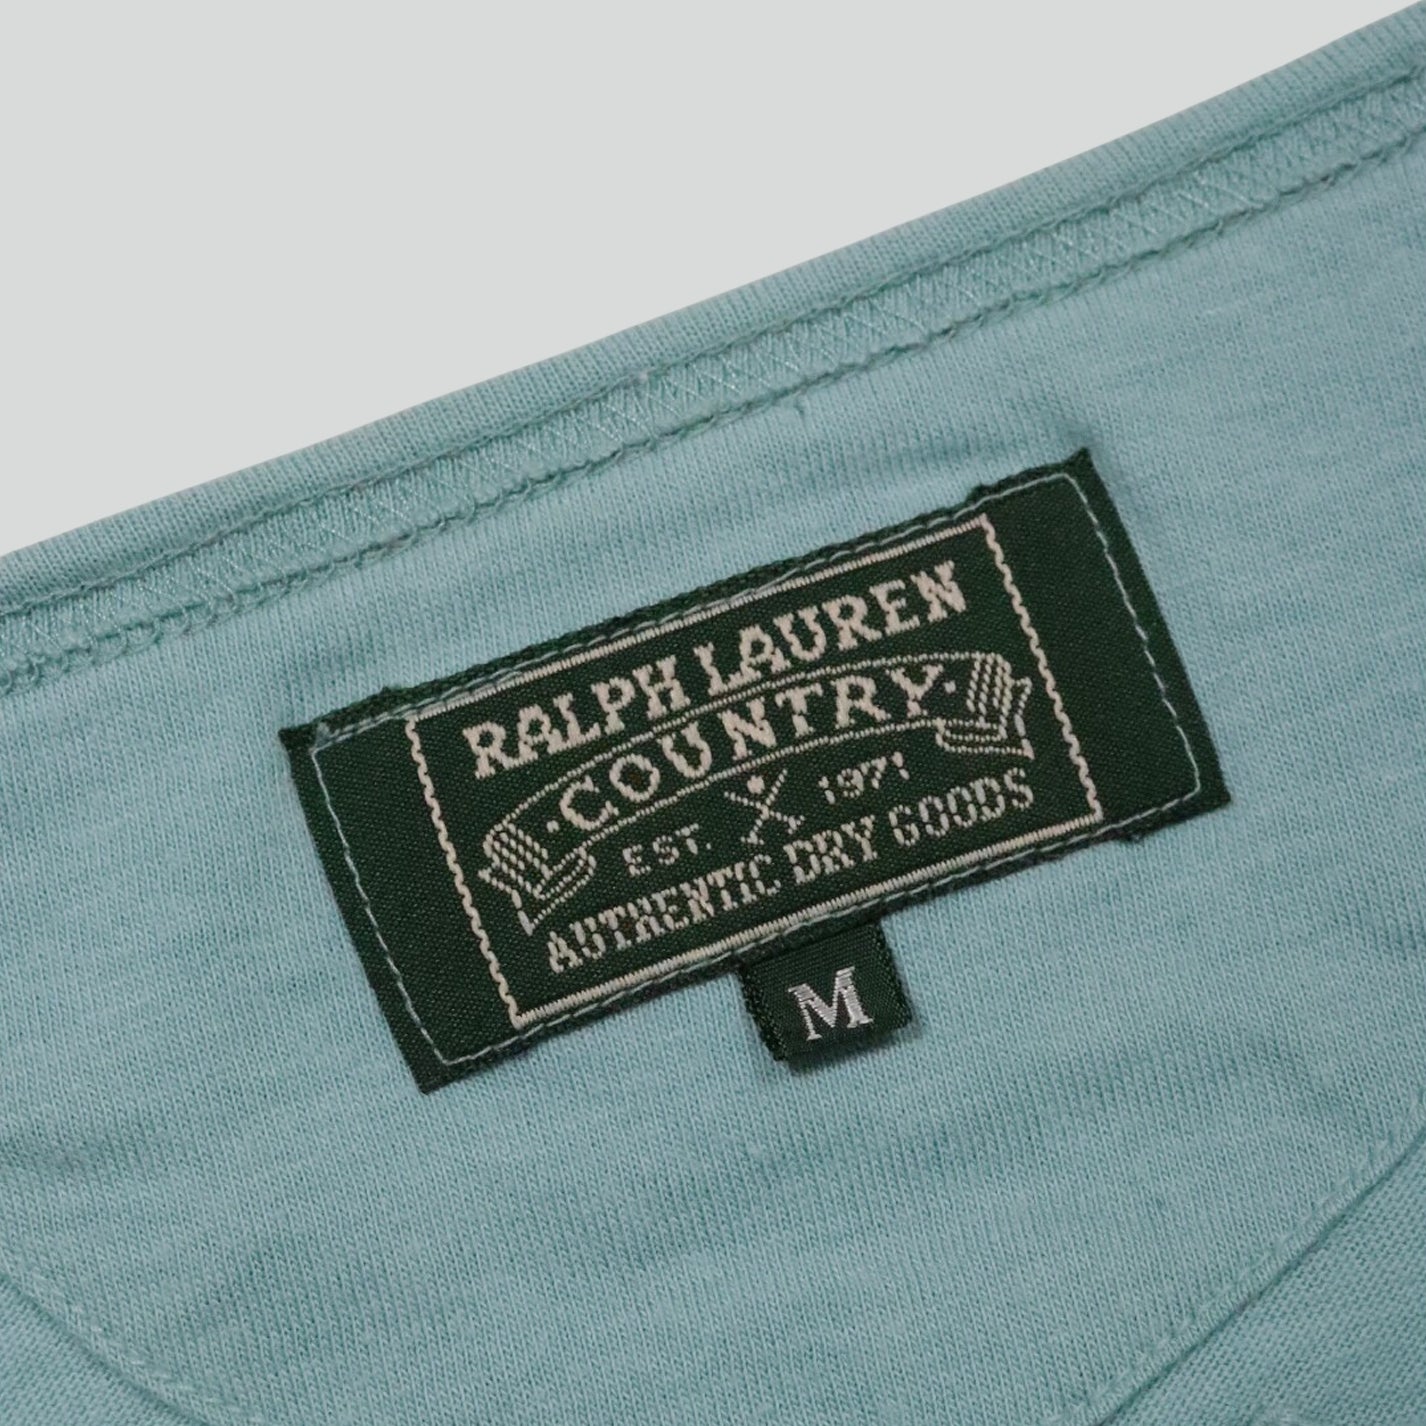 RALPH LAUREN
·COUNTRY·
EST. 1971
AUTHENTIC DRY GOODS
M